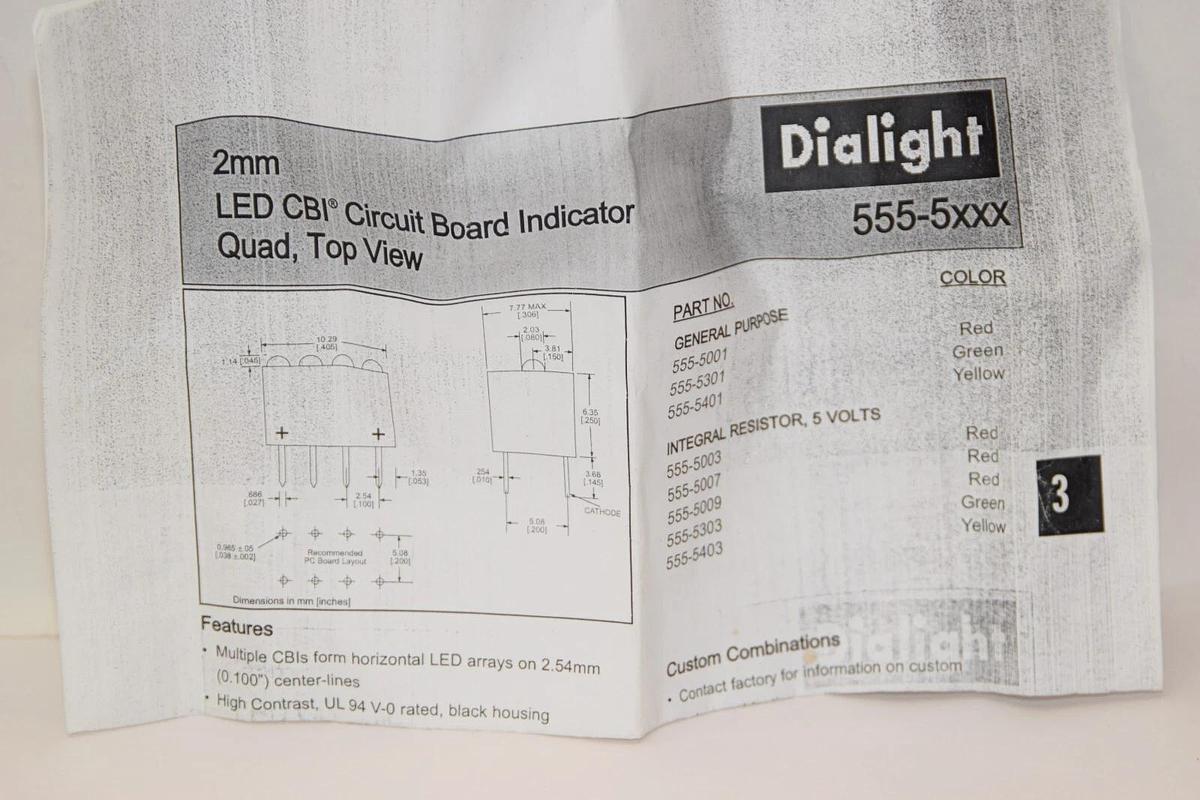 2mm
LED CBI® Circuit Board Indicator
Quad, Top View
Dialight
555-5xxx
7.77 MAX
[.306]
2.03
[.080]
3.81
[.150]
10.29
[.405]
1.14 [.045]
6.35
[.250]
+ +
1.35
[.053]
.254
[.010]
3.68
[.145]
.686
[.027]
2.54
[.100]
CATHODE
5.08
[.200]
0.965 ±.05
[.038 ±.002]
Recommended
PC Board Layout
5.08
[.200]
Dimensions in mm [inches]
PART NO. COLOR
GENERAL PURPOSE
555-5001 Red
555-5301 Green
555-5401 Yellow
INTEGRAL RESISTOR, 5 VOLTS
555-5003 Red
555-5007 Red
555-5009 Red
555-5303 Green
555-5403 Yellow
3
Features
• Multiple CBIs form horizontal LED arrays on 2.54mm
(0.100") center-lines
• High Contrast, UL 94 V-0 rated, black housing
Dialight
Custom Combinations
• Contact factory for information on custom